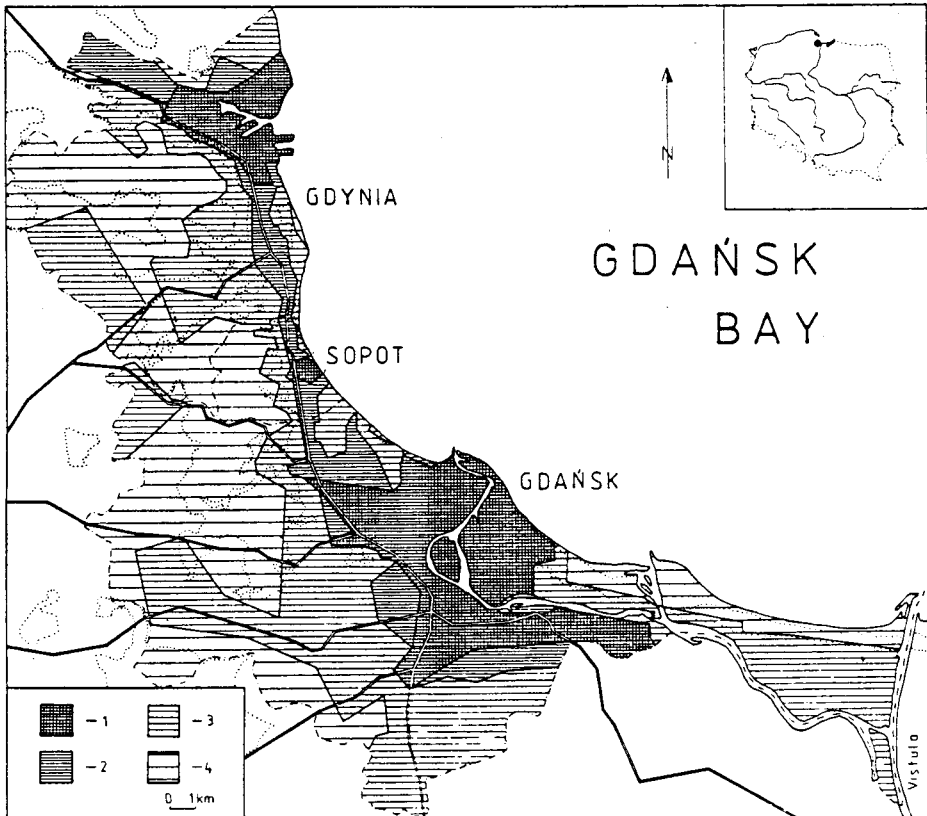 N
GDYNIA
GDAŃSK
BAY
SOPOT
GDAŃSK
Vistula
– 1
– 3
– 2
– 4
0 1km